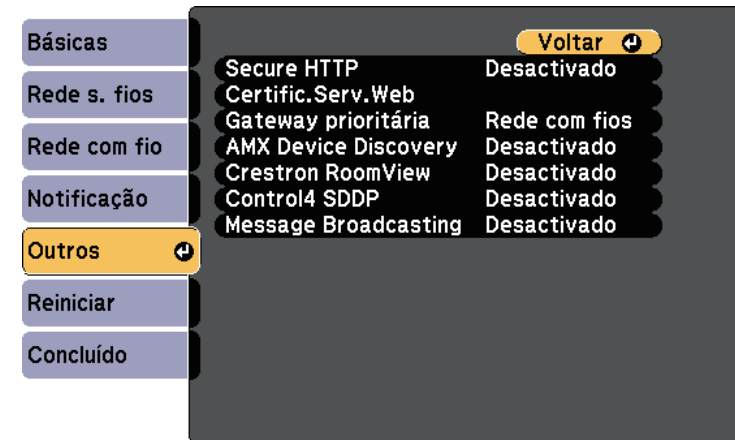 Básicas
Rede s. fios
Rede com fio
Notificação
Outros
Reiniciar
Concluído
Voltar
Secure HTTP Desactivado
Certific.Serv.Web
Gateway prioritária Rede com fios
AMX Device Discovery Desactivado
Crestron RoomView Desactivado
Control4 SDDP Desactivado
Message Broadcasting Desactivado